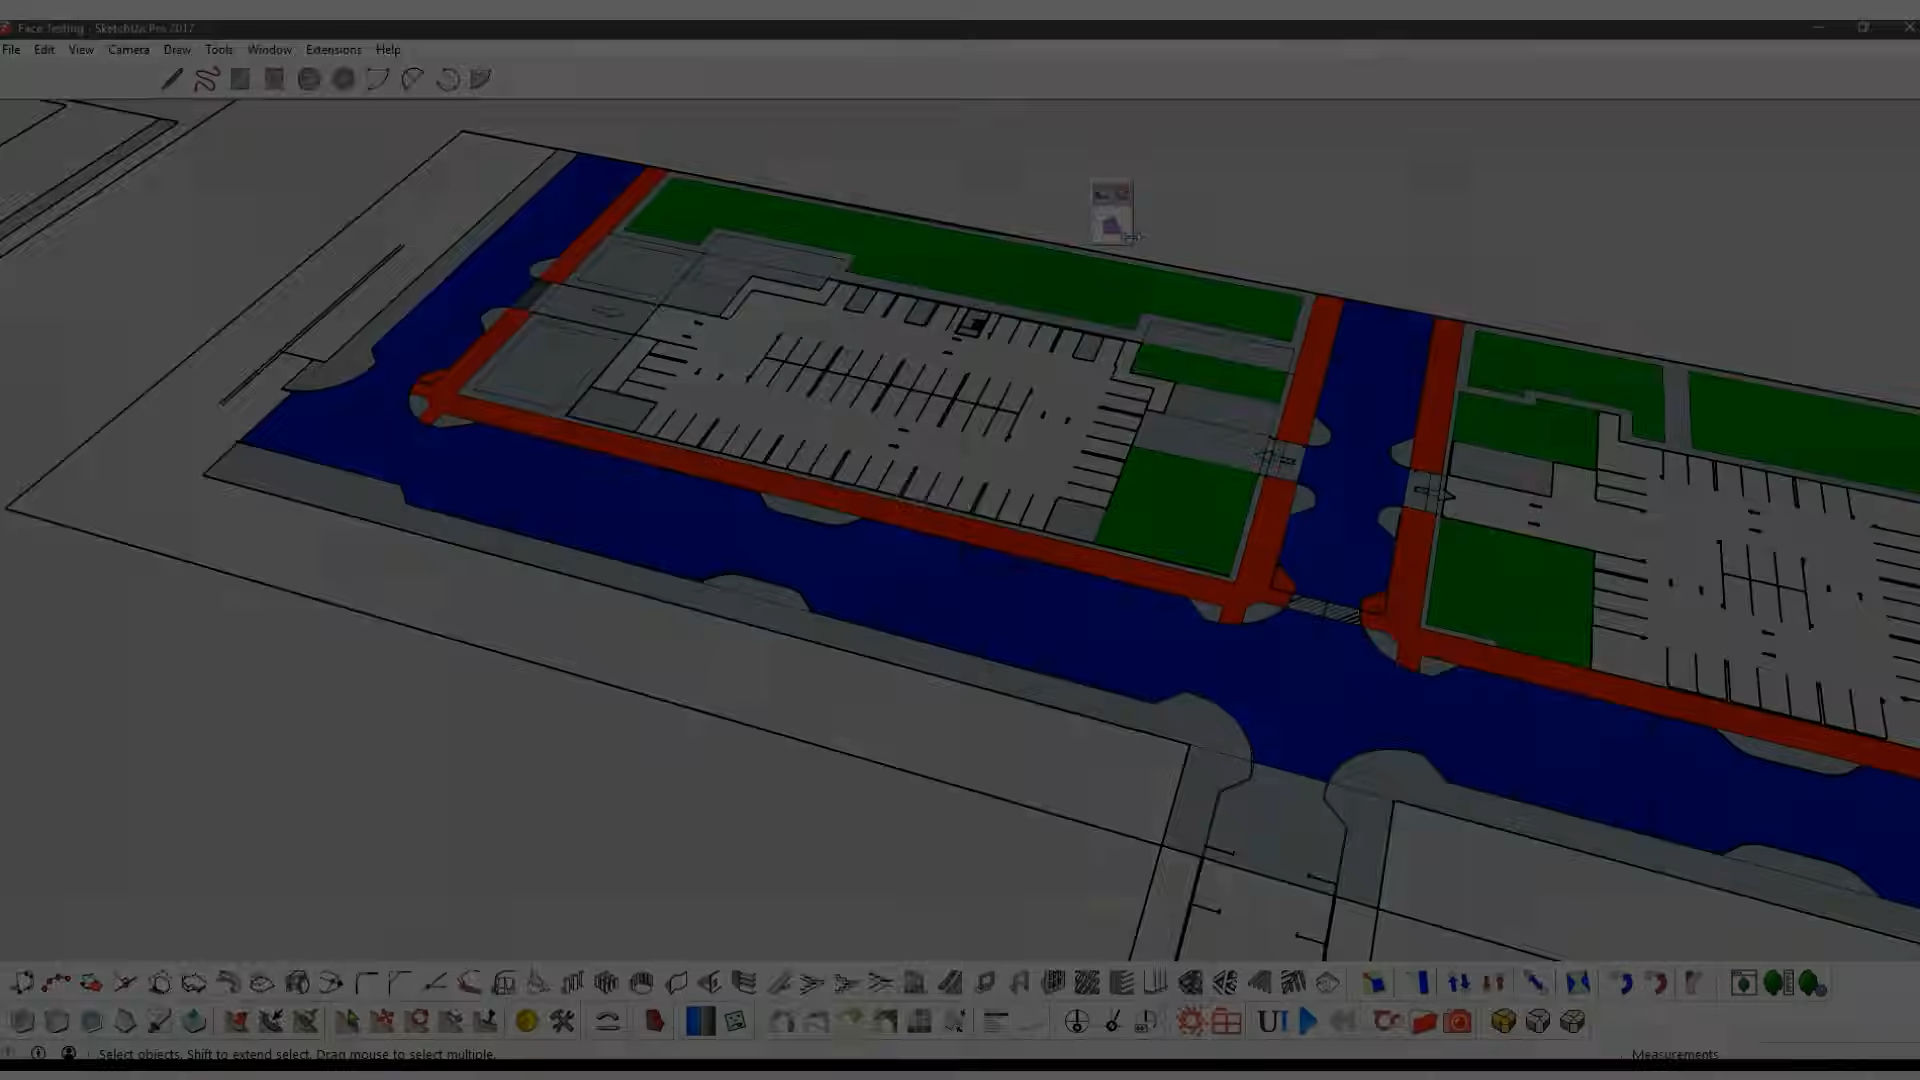 Face Testing - SketchUp Pro 2017
File Edit View Camera Draw Tools Window Extensions Help
UI
Select objects. Shift to extend select. Drag mouse to select multiple.
Measurements